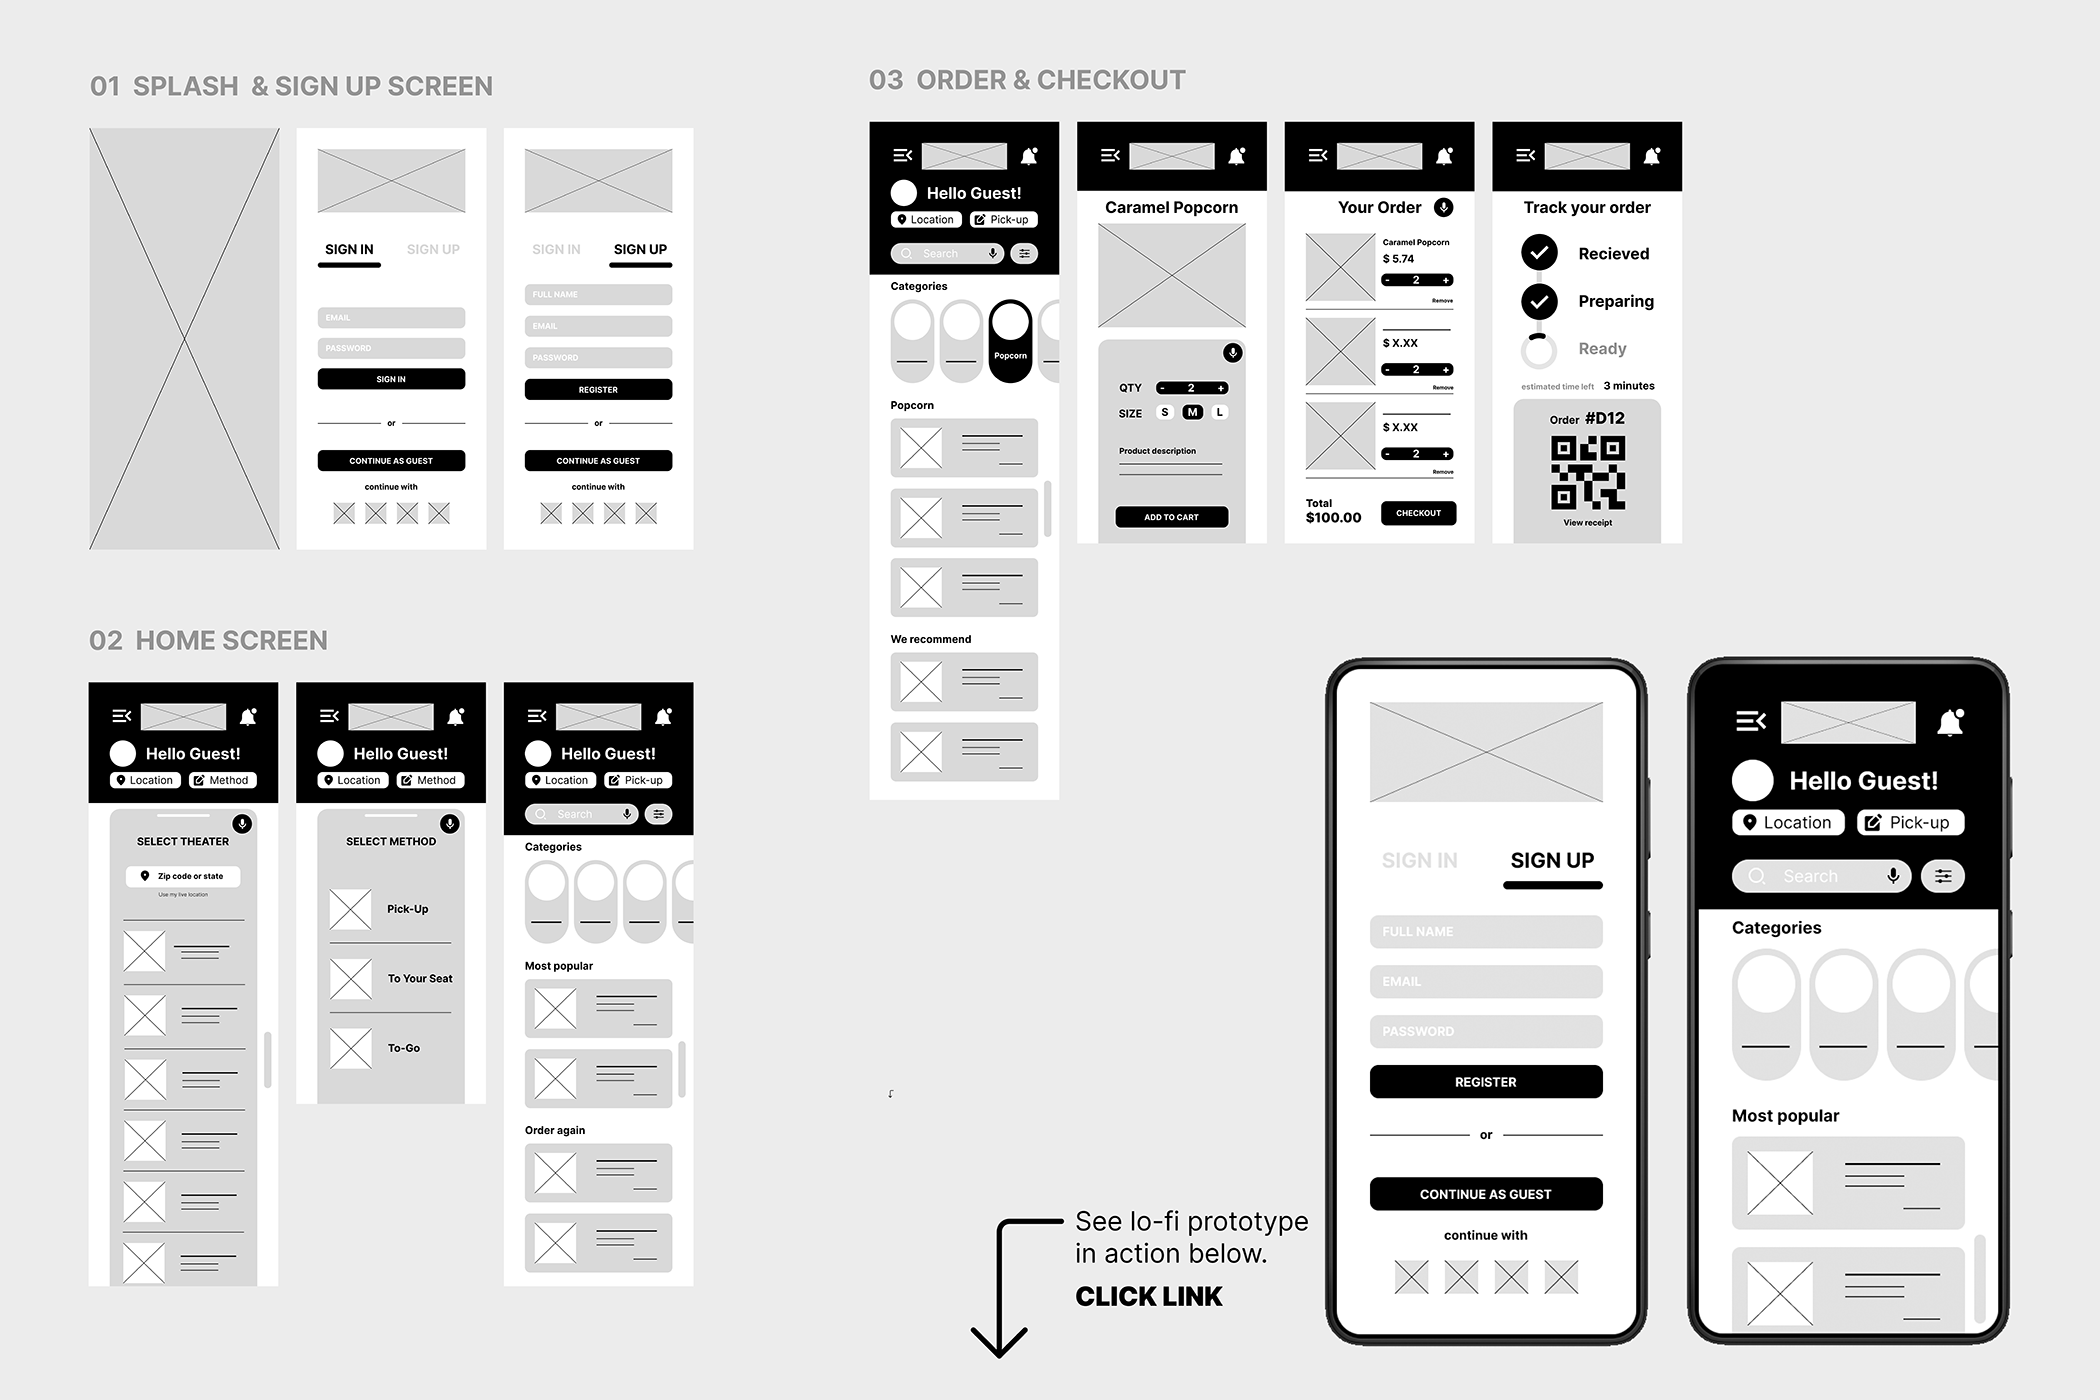 01 SPLASH & SIGN UP SCREEN
SIGN IN SIGN UP
EMAIL
PASSWORD
SIGN IN
or
CONTINUE AS GUEST
continue with
SIGN IN SIGN UP
FULL NAME
EMAIL
PASSWORD
REGISTER
or
CONTINUE AS GUEST
continue with
02 HOME SCREEN
Hello Guest!
Location Method
SELECT THEATER
Zip code or state
Use my live location
Hello Guest!
Location Method
SELECT METHOD
Pick-Up
To Your Seat
To-Go
Hello Guest!
Location Pick-up
Search
Categories
Most popular
Order again
03 ORDER & CHECKOUT
Hello Guest!
Location Pick-up
Search
Categories
Popcorn
Popcorn
We recommend
Caramel Popcorn
QTY - 2 +
SIZE S M L
Product description
ADD TO CART
Your Order
Caramel Popcorn
$ 5.74
- 2 +
Remove
$ X.XX
- 2 +
Remove
$ X.XX
- 2 +
Remove
Total
$100.00
CHECKOUT
Track your order
Recieved
Preparing
Ready
estimated time left 3 minutes
Order #D12
View receipt
See lo-fi prototype
in action below.
CLICK LINK
SIGN IN SIGN UP
FULL NAME
EMAIL
PASSWORD
REGISTER
or
CONTINUE AS GUEST
continue with
Hello Guest!
Location Pick-up
Search
Categories
Most popular